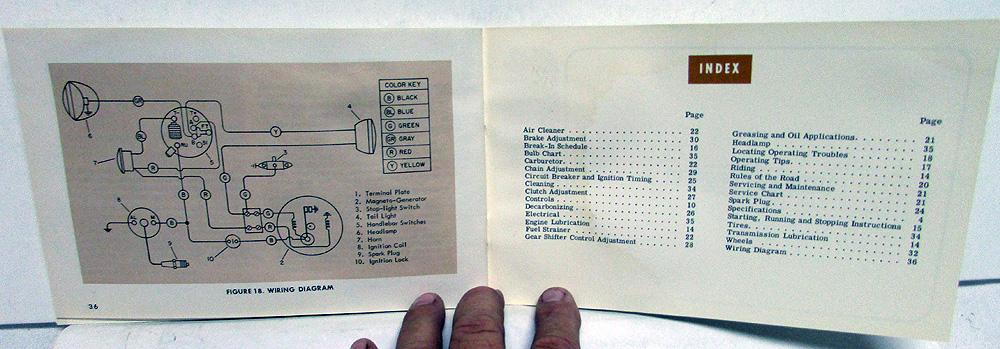 COLOR KEY
B BLACK
BL BLUE
G GREEN
GR GRAY
R RED
Y YELLOW
1. Terminal Plate
2. Magneto-Generator
3. Stop-light Switch
4. Tail Light
5. Handlebar Switches
6. Headlamp
7. Horn
8. Ignition Coil
9. Spark Plug
10. Ignition Lock
FIGURE 18. WIRING DIAGRAM
36
INDEX
Page
Air Cleaner 22
Brake Adjustment 30
Break-In Schedule 16
Bulb Chart 35
Carburetor 22
Chain Adjustment 29
Circuit Breaker and Ignition Timing 25
Cleaning 34
Clutch Adjustment 27
Controls 10
Decarbonizing 26
Electrical 35
Engine Lubrication 14
Fuel Strainer 22
Gear Shifter Control Adjustment 28
Page
Greasing and Oil Applications 21
Headlamp 35
Locating Operating Troubles 18
Operating Tips 17
Riding 14
Rules of the Road 20
Servicing and Maintenance 21
Service Chart 21
Spark Plug 24
Specifications 4
Starting, Running and Stopping Instructions 15
Tires 34
Transmission Lubrication 14
Wheels 32
Wiring Diagram 36